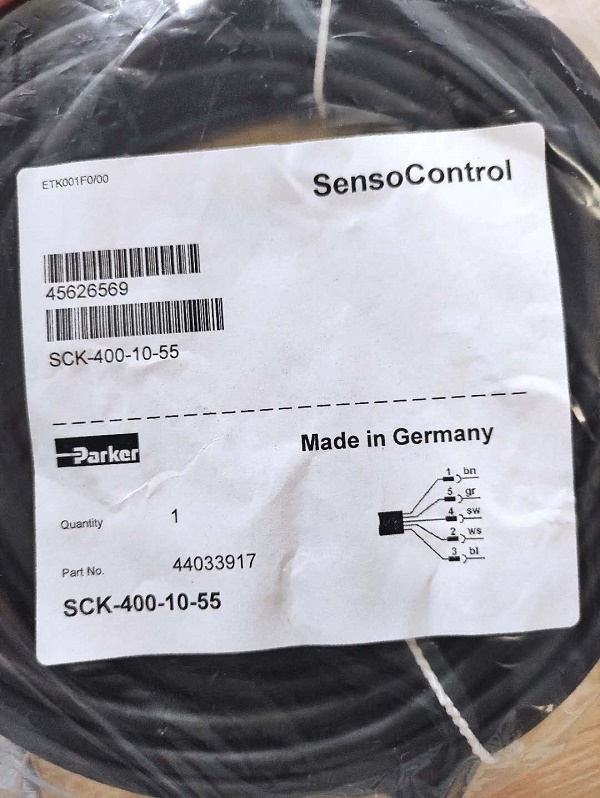 ETK001F0/00
SensoControl
45626569
SCK-400-10-55
Parker
Made in Germany
1 bn
5 gr
4 sw
2 ws
3 bl
Quantity 1
Part No. 44033917
SCK-400-10-55